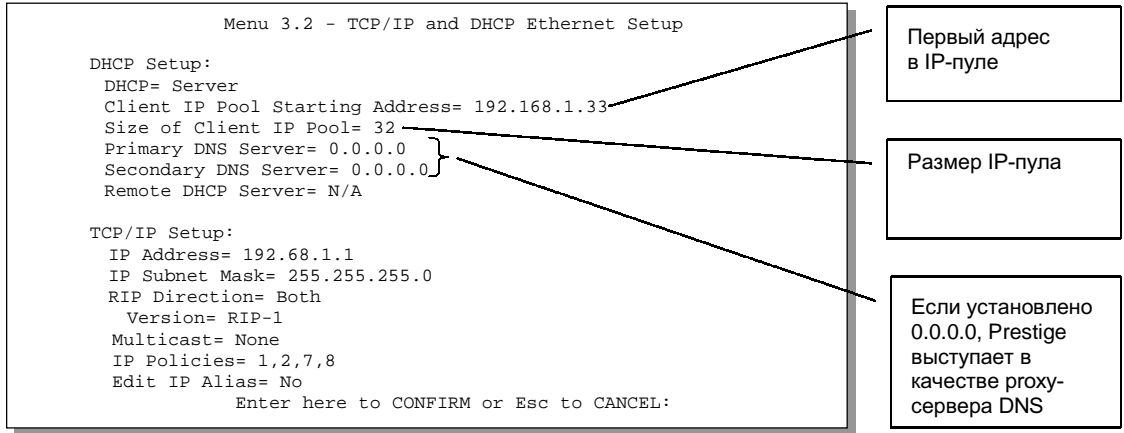 Menu 3.2 - TCP/IP and DHCP Ethernet Setup
DHCP Setup:
DHCP= Server
Client IP Pool Starting Address= 192.168.1.33
Size of Client IP Pool= 32
Primary DNS Server= 0.0.0.0
Secondary DNS Server= 0.0.0.0
Remote DHCP Server= N/A
TCP/IP Setup:
IP Address= 192.68.1.1
IP Subnet Mask= 255.255.255.0
RIP Direction= Both
Version= RIP-1
Multicast= None
IP Policies= 1,2,7,8
Edit IP Alias= No
Enter here to CONFIRM or Esc to CANCEL:
Первый адрес
в IP-пуле
Размер IP-пула
Если установлено
0.0.0.0, Prestige
выступает в
качестве proxy-
сервера DNS